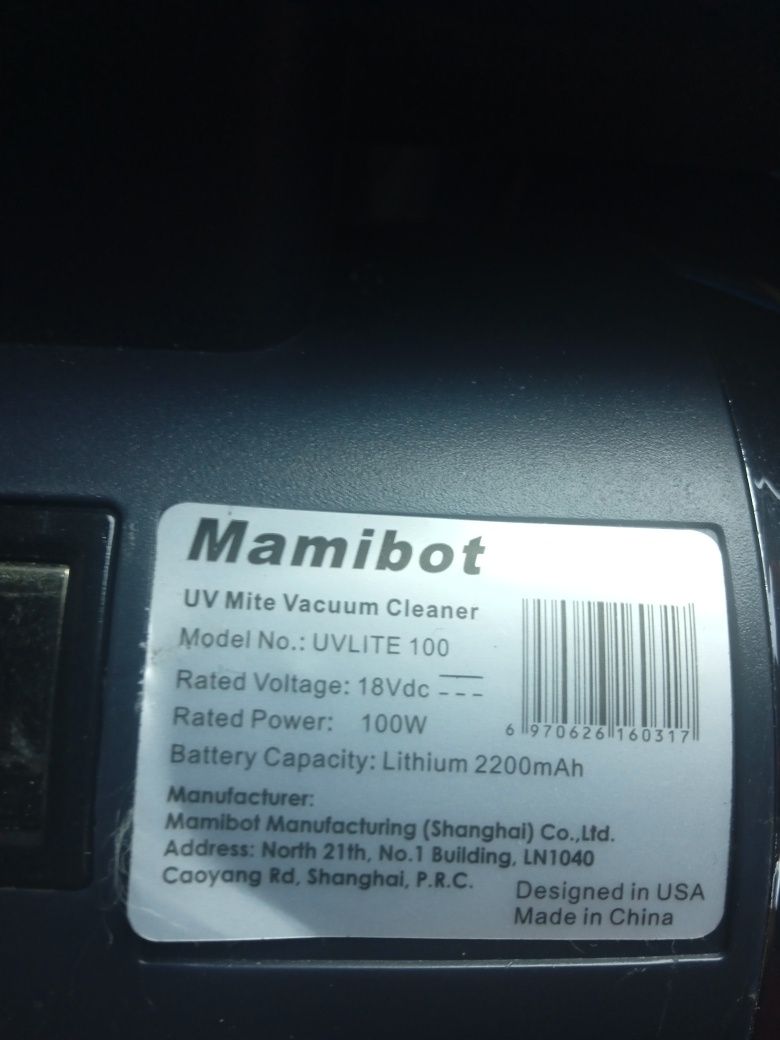 Mamibot
UV Mite Vacuum Cleaner
Model No.: UVLITE 100
Rated Voltage: 18Vdc
Rated Power: 100W
6 970626 160317
Battery Capacity: Lithium 2200mAh
Manufacturer:
Mamibot Manufacturing (Shanghai) Co.,Ltd.
Address: North 21th, No.1 Building, LN1040
Caoyang Rd, Shanghai, P.R.C.
Designed in USA
Made in China